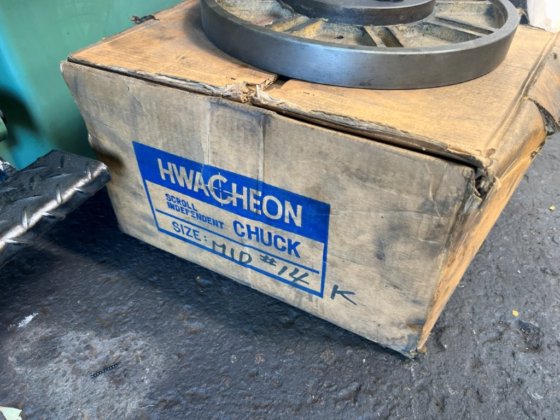 HWACHEON
SCROLL
INDEPENDENT CHUCK
SIZE: MID #14 K